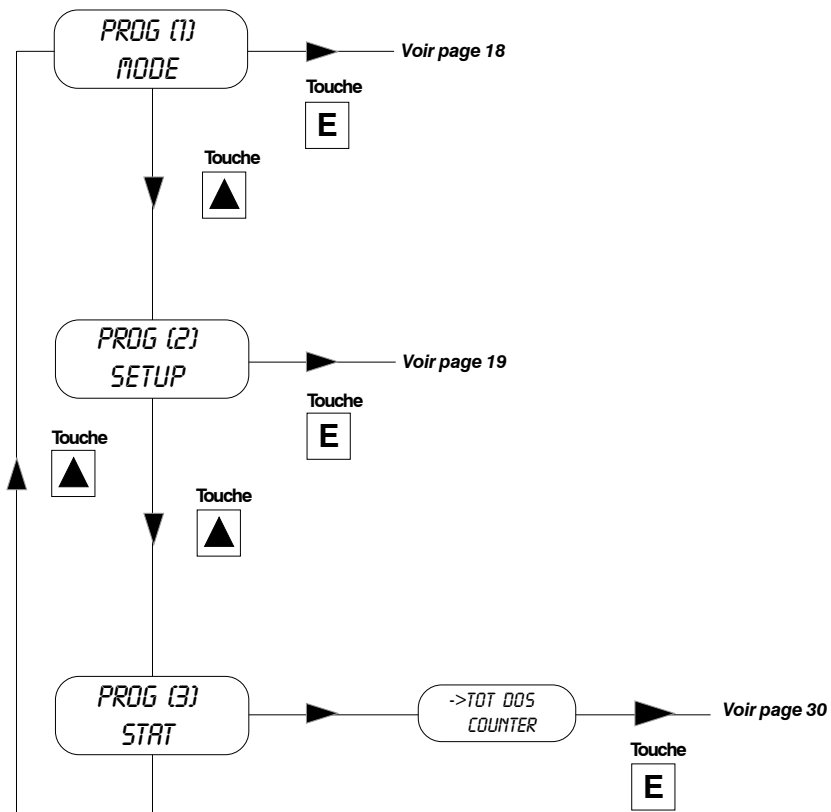 PROG (1)
MODE
Voir page 18
Touche
E
Touche
PROG (2)
SETUP
Voir page 19
Touche
E
Touche
Touche
PROG (3)
STAT
->TOT DOS
COUNTER
Voir page 30
Touche
E